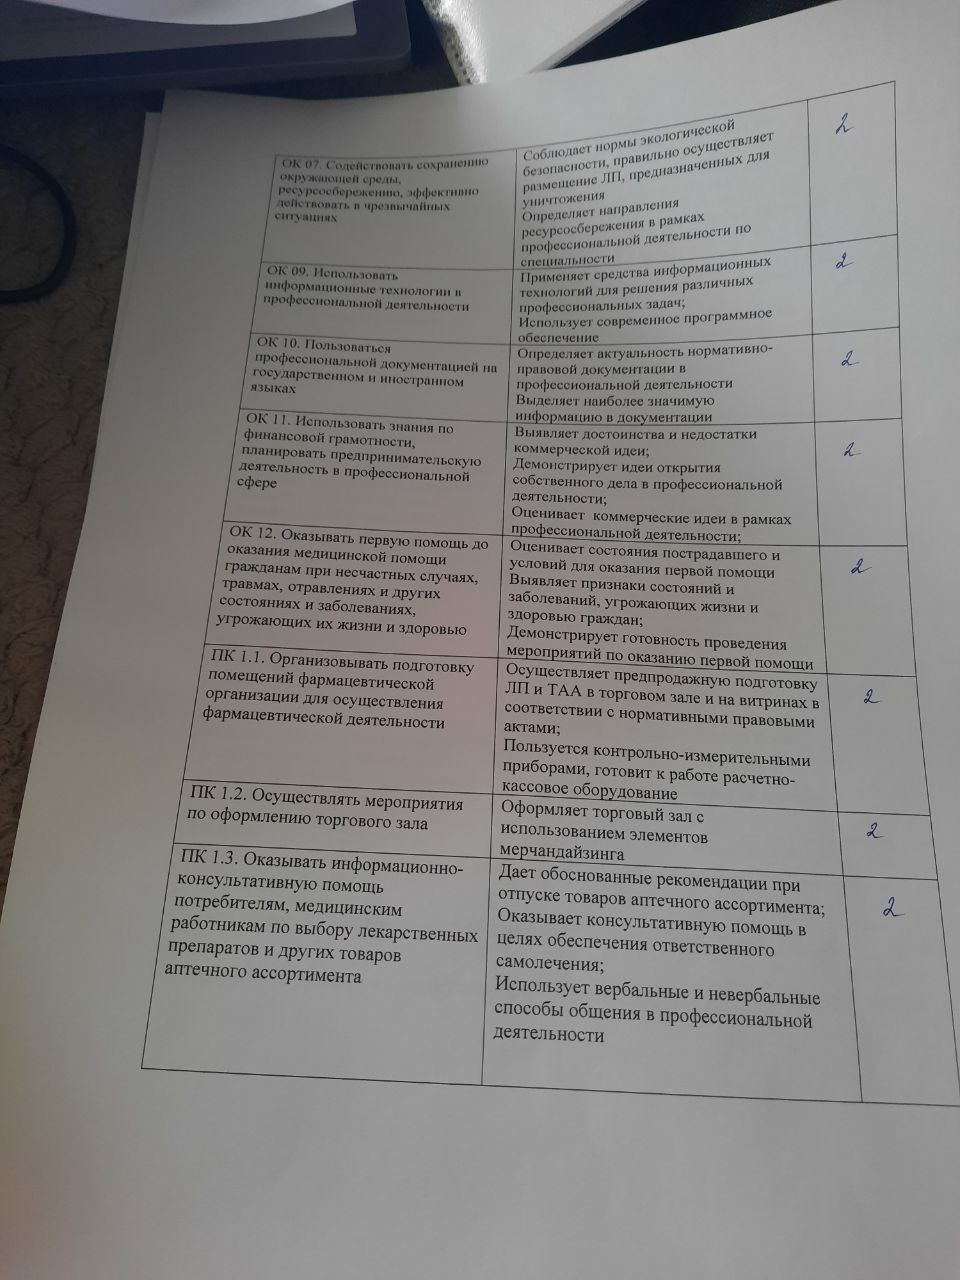 ОК 07. Содействовать сохранению
окружающей среды,
ресурсосбережению, эффективно
действовать в чрезвычайных
ситуациях
Соблюдает нормы экологической
безопасности, правильно осуществляет
размещение ЛП, предназначенных для
уничтожения
Определяет направления
ресурсосбережения в рамках
профессиональной деятельности по
специальности
2
ОК 09. Использовать
информационные технологии в
профессиональной деятельности
Применяет средства информационных
технологий для решения различных
профессиональных задач;
Использует современное программное
обеспечение
2
ОК 10. Пользоваться
профессиональной документацией на
государственном и иностранном
языках
Определяет актуальность нормативно-
правовой документации в
профессиональной деятельности
Выделяет наиболее значимую
информацию в документации
2
ОК 11. Использовать знания по
финансовой грамотности,
планировать предпринимательскую
деятельность в профессиональной
сфере
Выявляет достоинства и недостатки
коммерческой идеи;
Демонстрирует идеи открытия
собственного дела в профессиональной
деятельности;
Оценивает коммерческие идеи в рамках
профессиональной деятельности;
2
ОК 12. Оказывать первую помощь до
оказания медицинской помощи
гражданам при несчастных случаях,
травмах, отравлениях и других
состояниях и заболеваниях,
угрожающих их жизни и здоровью
Оценивает состояния пострадавшего и
условий для оказания первой помощи
Выявляет признаки состояний и
заболеваний, угрожающих жизни и
здоровью граждан;
Демонстрирует готовность проведения
мероприятий по оказанию первой помощи
2
ПК 1.1. Организовывать подготовку
помещений фармацевтической
организации для осуществления
фармацевтической деятельности
Осуществляет предпродажную подготовку
ЛП и ТАА в торговом зале и на витринах в
соответствии с нормативными правовыми
актами;
Пользуется контрольно-измерительными
приборами, готовит к работе расчетно-
кассовое оборудование
2
ПК 1.2. Осуществлять мероприятия
по оформлению торгового зала
Оформляет торговый зал с
использованием элементов
мерчандайзинга
2
ПК 1.3. Оказывать информационно-
консультативную помощь
потребителям, медицинским
работникам по выбору лекарственных
препаратов и других товаров
аптечного ассортимента
Дает обоснованные рекомендации при
отпуске товаров аптечного ассортимента;
Оказывает консультативную помощь в
целях обеспечения ответственного
самолечения;
Использует вербальные и невербальные
способы общения в профессиональной
деятельности
2